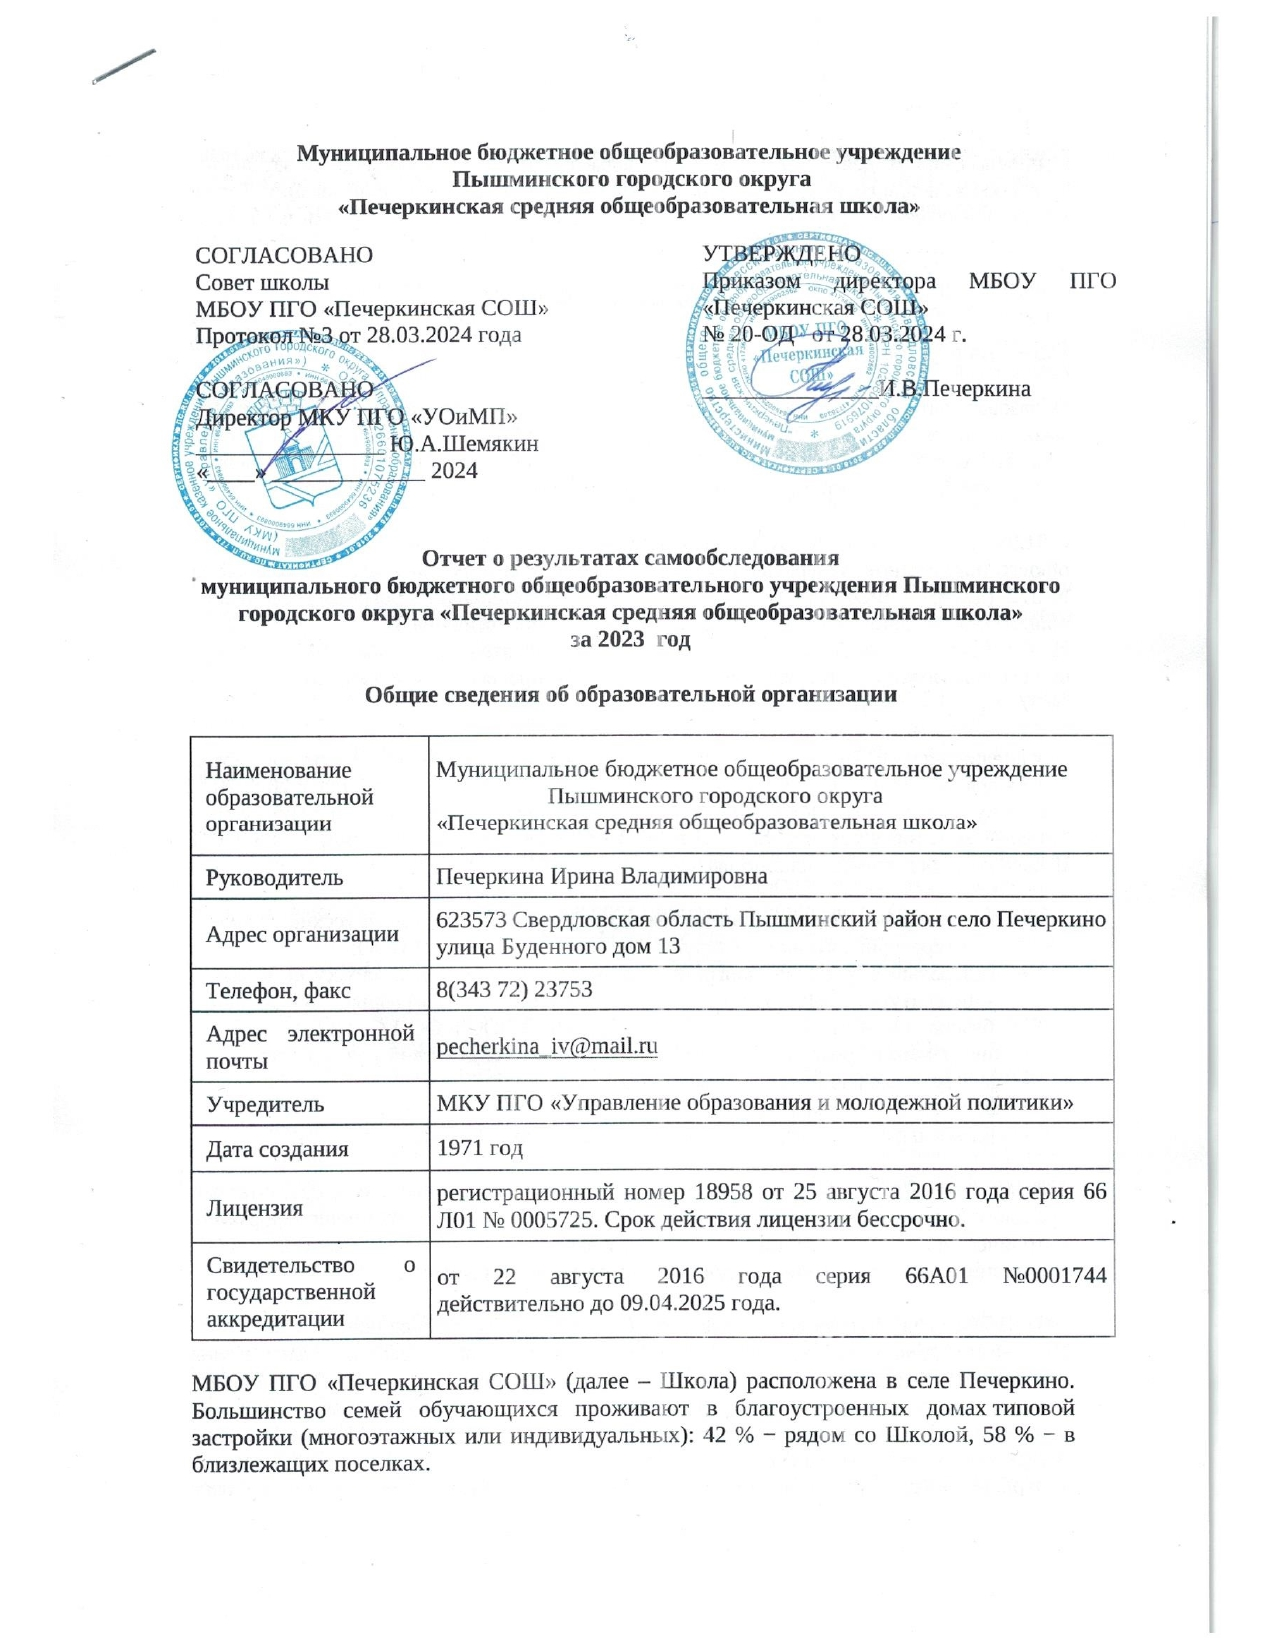 Муниципальное бюджетное общеобразовательное учреждение
Пышминского городского округа
«Печеркинская средняя общеобразовательная школа»
СОГЛАСОВАНО
Совет школы
МБОУ ПГО «Печеркинская СОШ»
Протокол №3 от 28.03.2024 года
СОГЛАСОВАНО
Директор МКУ ПГО «УОиМП»
________________ Ю.А.Шемякин
«____» _____________ 2024
УТВЕРЖДЕНО
Приказом директора МБОУ ПГО
«Печеркинская СОШ»
№ 20-ОД от 28.03.2024 г.
_______________И.В.Печеркина
МБОУ ПГО
«Печеркинская
СОШ»
Отчет о результатах самообследования
муниципального бюджетного общеобразовательного учреждения Пышминского
городского округа «Печеркинская средняя общеобразовательная школа»
за 2023 год
Общие сведения об образовательной организации
Наименование
образовательной
организации
Муниципальное бюджетное общеобразовательное учреждение
Пышминского городского округа
«Печеркинская средняя общеобразовательная школа»
Руководитель
Печеркина Ирина Владимировна
Адрес организации
623573 Свердловская область Пышминский район село Печеркино
улица Буденного дом 13
Телефон, факс
8(343 72) 23753
Адрес электронной
почты
pecherkina_iv@mail.ru
Учредитель
МКУ ПГО «Управление образования и молодежной политики»
Дата создания
1971 год
Лицензия
регистрационный номер 18958 от 25 августа 2016 года серия 66
Л01 № 0005725. Срок действия лицензии бессрочно.
Свидетельство о
государственной
аккредитации
от 22 августа 2016 года серия 66А01 №0001744
действительно до 09.04.2025 года.
МБОУ ПГО «Печеркинская СОШ» (далее – Школа) расположена в селе Печеркино.
Большинство семей обучающихся проживают в благоустроенных домах типовой
застройки (многоэтажных или индивидуальных): 42 % − рядом со Школой, 58 % − в
близлежащих поселках.